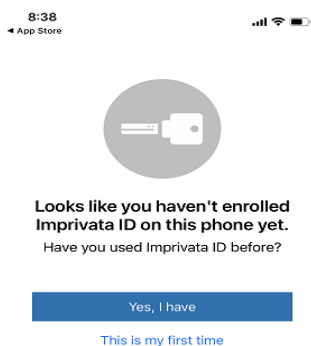 8:38
◀ App Store
Looks like you haven't enrolled
Imprivata ID on this phone yet.
Have you used Imprivata ID before?
Yes, I have
This is my first time